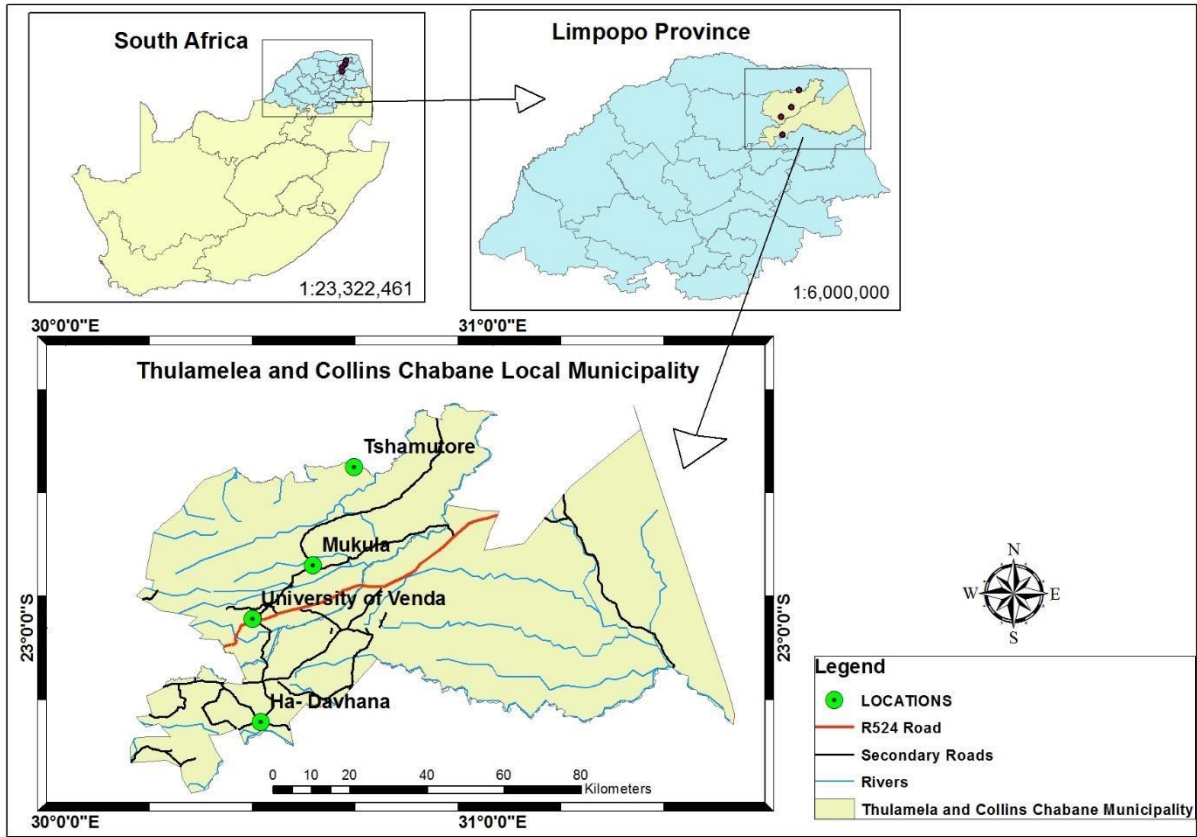 South Africa
1:23,322,461
Limpopo Province
1:6,000,000
30°0'0"E
31°0'0"E
Thulamelea and Collins Chabane Local Municipality
Tshamutore
Mukula
University of Venda
Ha- Davhana
23°0'0"S
23°0'0"S
0 5 10 20 40 60 80
Kilometers
30°0'0"E
31°0'0"E
N
W E
S
Legend
LOCATIONS
R524 Road
Secondary Roads
Rivers
Thulamela and Collins Chabane Municipality